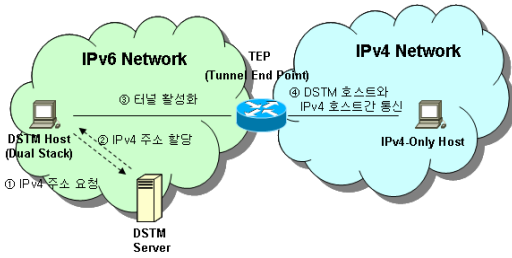 IPv6 Network
TEP
(Tunnel End Point)
IPv4 Network
③ 터널 활성화
④ DSTM 호스트와
IPv4 호스트간 통신
DSTM Host
(Dual Stack)
② IPv4 주소 할당
IPv4-Only Host
① IPv4 주소 요청
DSTM
Server